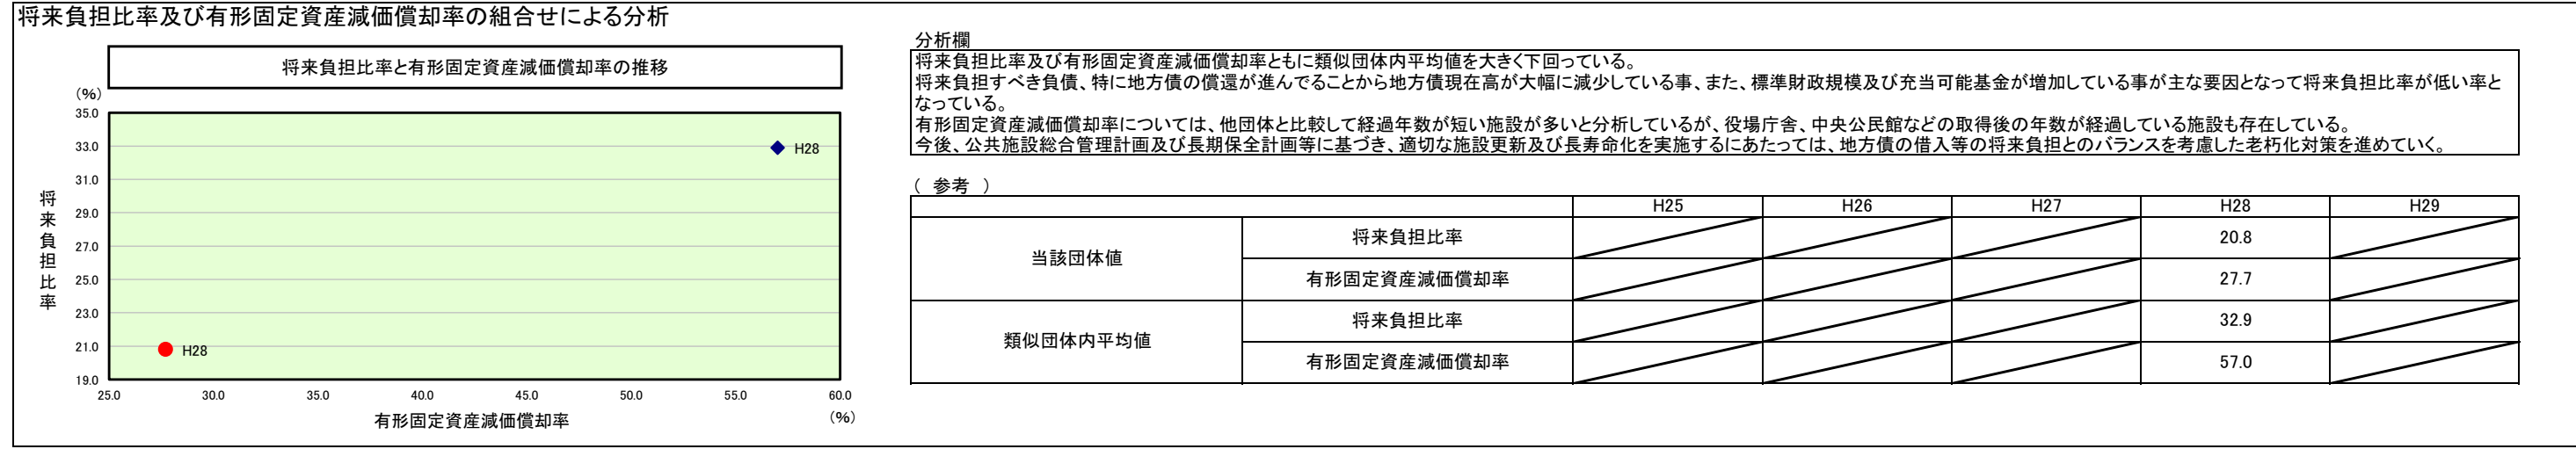 将来負担比率及び有形固定資産減価償却率の組合せによる分析
将来負担比率と有形固定資産減価償却率の推移
(%)
35.0
33.0
31.0
29.0
27.0
25.0
23.0
21.0
19.0
将来負担比率
H28
H28
25.0 30.0 35.0 40.0 45.0 50.0 55.0 60.0
有形固定資産減価償却率
(%)
分析欄
将来負担比率及び有形固定資産減価償却率ともに類似団体内平均値を大きく下回っている。
将来負担すべき負債、特に地方債の償還が進んでることから地方債現在高が大幅に減少している事、また、標準財政規模及び充当可能基金が増加している事が主な要因となって将来負担比率が低い率と
なっている。
有形固定資産減価償却率については、他団体と比較して経過年数が短い施設が多いと分析しているが、役場庁舎、中央公民館などの取得後の年数が経過している施設も存在している。
今後、公共施設総合管理計画及び長期保全計画等に基づき、適切な施設更新及び長寿命化を実施するにあたっては、地方債の借入等の将来負担とのバランスを考慮した老朽化対策を進めていく。
( 参考 )
H25 H26 H27 H28 H29
当該団体値
将来負担比率 20.8
有形固定資産減価償却率 27.7
類似団体内平均値
将来負担比率 32.9
有形固定資産減価償却率 57.0